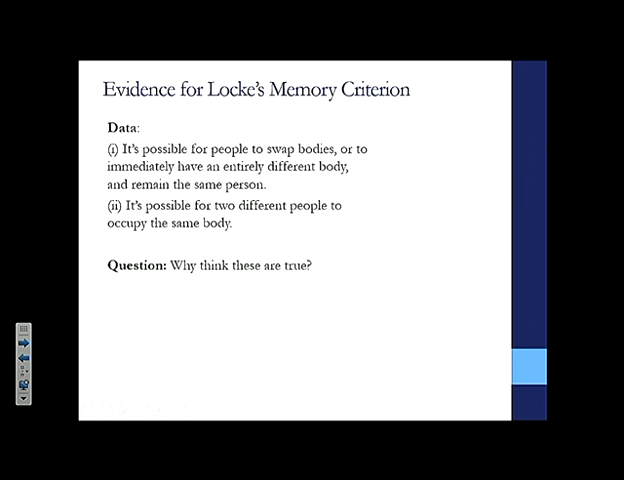 Evidence for Locke's Memory Criterion
Data:
(i) It's possible for people to swap bodies, or to
immediately have an entirely different body,
and remain the same person.
(ii) It's possible for two different people to
occupy the same body.
Question: Why think these are true?